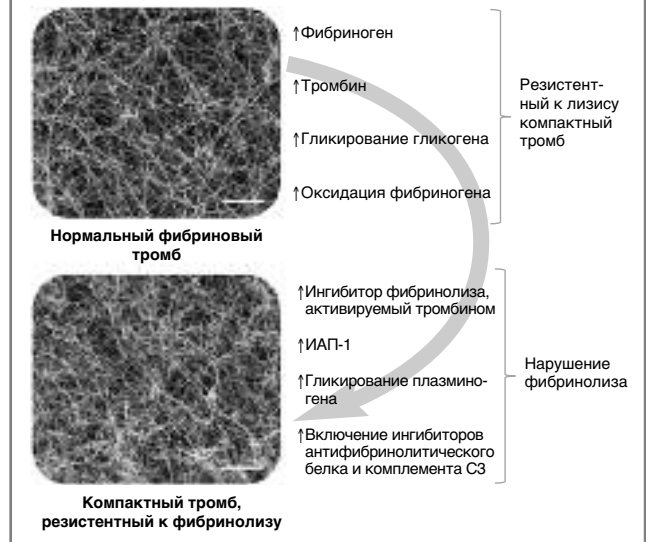 ↑Фибриноген
↑Тромбин
↑Гликирование гликогена
↑Оксидация фибриногена
Резистент-
ный к лизису
компактный
тромб
Нормальный фибриновый
тромб
↑Ингибитор фибринолиза,
активируемый тромбином
↑ИАП-1
↑Гликирование плазмино-
гена
↑Включение ингибиторов
антифибринолитического
белка и комплемента С3
Нарушение
фибринолиза
Компактный тромб,
резистентный к фибринолизу